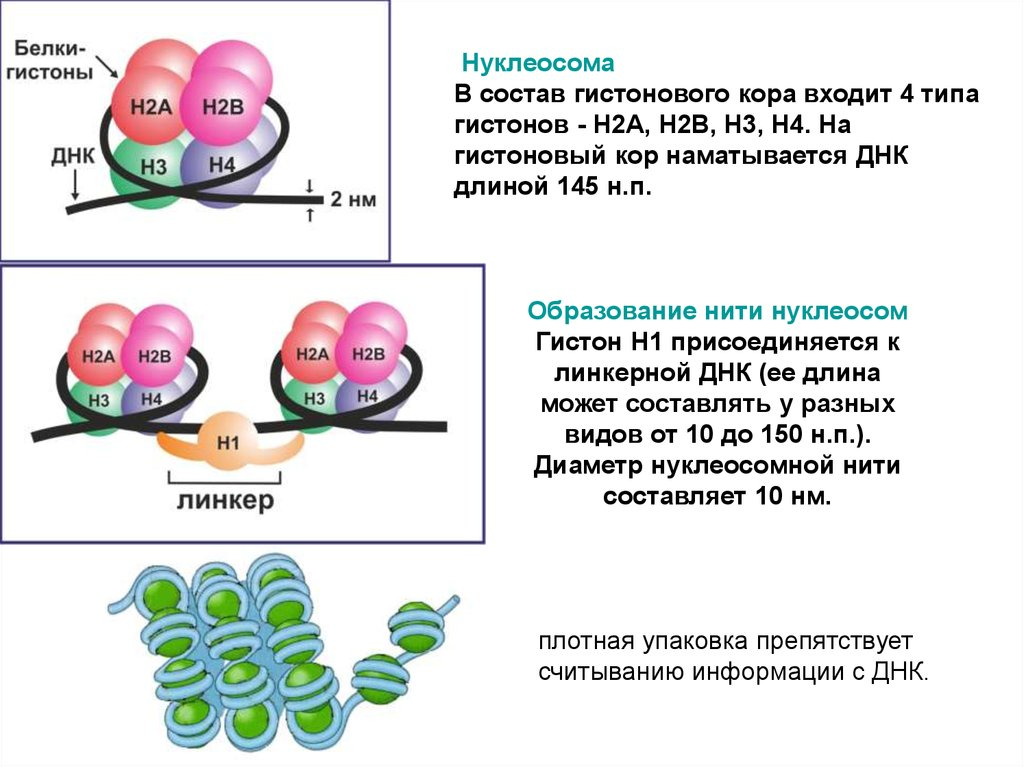 Белки-
гистоны
H2A H2B
ДНК
H3 H4
2 нм
Нуклеосома
В состав гистонового кора входит 4 типа
гистонов - H2A, H2B, H3, H4. На
гистоновый кор наматывается ДНК
длиной 145 н.п.
H2A H2B H2A H2B
H3 H4 H3 H4
H1
линкер
Образование нити нуклеосом
Гистон H1 присоединяется к
линкерной ДНК (ее длина
может составлять у разных
видов от 10 до 150 н.п.).
Диаметр нуклеосомной нити
составляет 10 нм.
плотная упаковка препятствует
считыванию информации с ДНК.